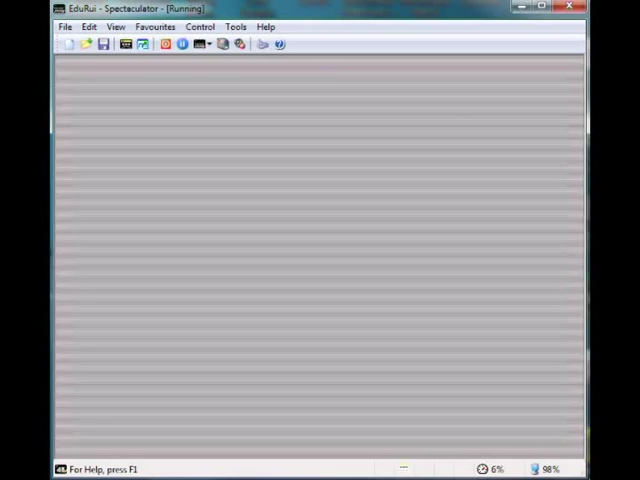 EduRui - Spectaculator - [Running]
File Edit View Favourites Control Tools Help
For Help, press F1 6% 98%